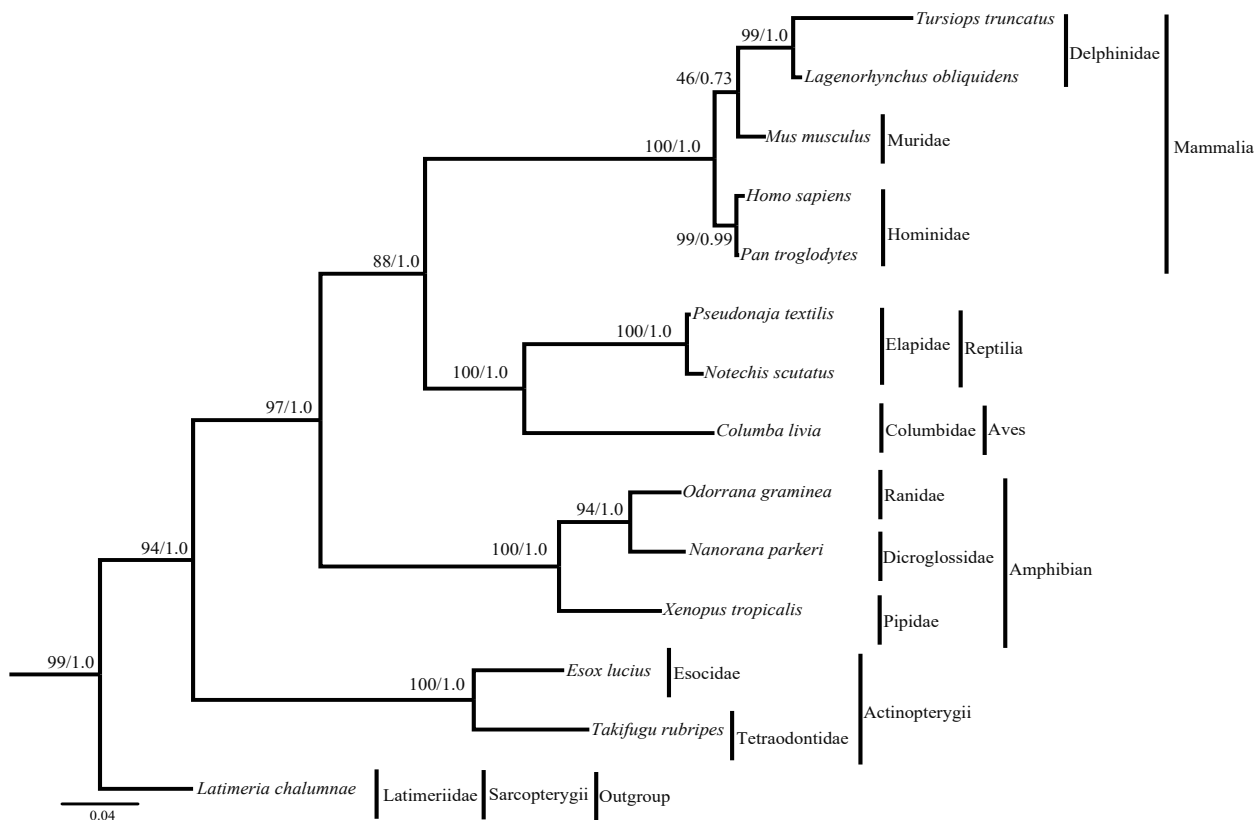 Tursiops truncatus
99/1.0
Delphinidae
Lagenorhynchus obliquidens
46/0.73
Mus musculus
Muridae
Mammalia
100/1.0
Homo sapiens
Hominidae
99/0.99
Pan troglodytes
88/1.0
Pseudonaja textilis
100/1.0
Elapidae
Reptilia
Notechis scutatus
100/1.0
97/1.0
Columba livia
Columbidae
Aves
Odorrana graminea
Ranidae
94/1.0
Nanorana parkeri
Dicroglossidae
Amphibian
100/1.0
94/1.0
Xenopus tropicalis
Pipidae
99/1.0
Esox lucius
Esocidae
100/1.0
Actinopterygii
Takifugu rubripes
Tetraodontidae
Latimeria chalumnae
Latimeriidae
Sarcopterygii
Outgroup
0.04